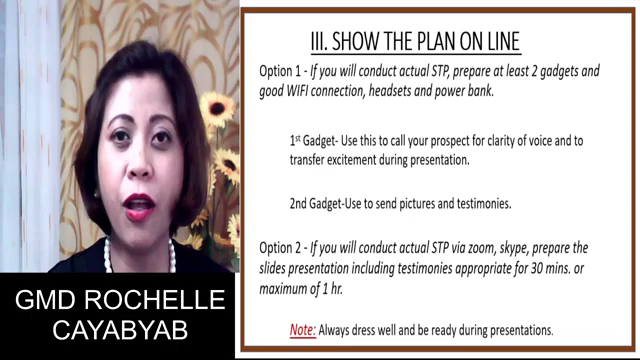 III. SHOW THE PLAN ON LINE
Option 1 - If you will conduct actual STP, prepare at least 2 gadgets and
good WIFI connection, headsets and power bank.
1st Gadget- Use this to call your prospect for clarity of voice and to
transfer excitement during presentation.
2nd Gadget-Use to send pictures and testimonies.
Option 2 - If you will conduct actual STP via zoom, skype, prepare the
slides presentation including testimonies appropriate for 30 mins. or
maximum of 1 hr.
Note: Always dress well and be ready during presentations.
GMD ROCHELLE
CAYABYAB